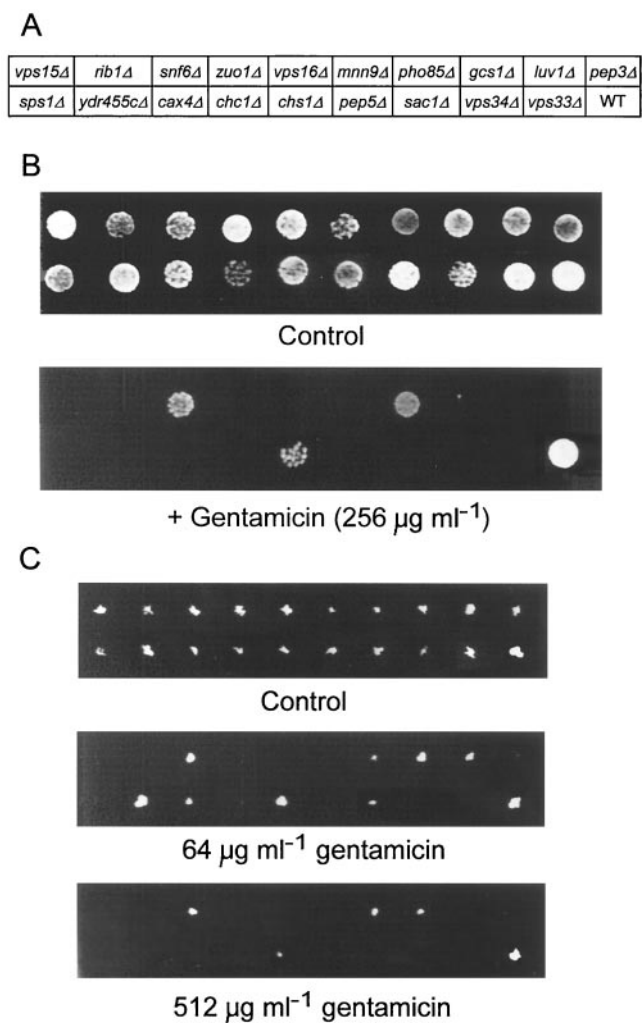 A
vps15Δ rib1Δ snf6Δ zuo1Δ vps16Δ mnn9Δ pho85Δ gcs1Δ luv1Δ pep3Δ
sps1Δ ydr455cΔ cax4Δ chc1Δ chs1Δ pep5Δ sac1Δ vps34Δ vps33Δ WT
B
Control
+ Gentamicin (256 μg ml⁻¹)
C
Control
64 μg ml⁻¹ gentamicin
512 μg ml⁻¹ gentamicin